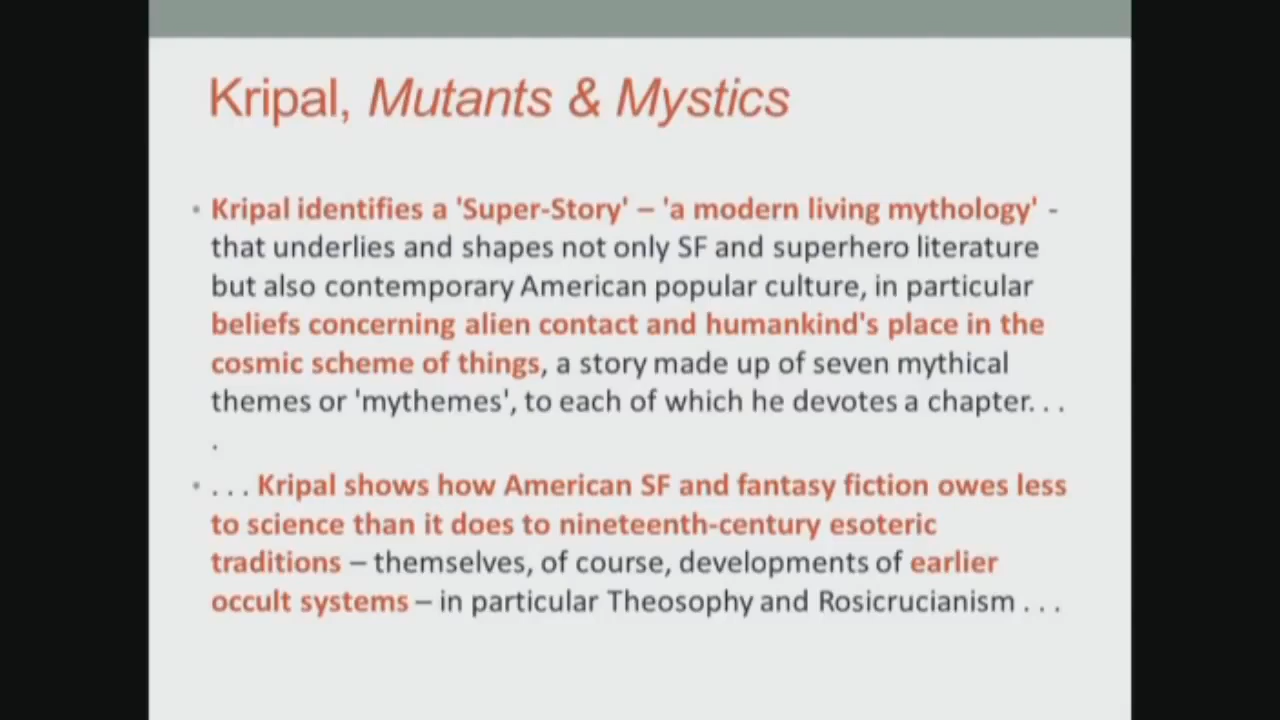 Kripal, Mutants & Mystics
• Kripal identifies a 'Super-Story' – 'a modern living mythology' -
that underlies and shapes not only SF and superhero literature
but also contemporary American popular culture, in particular
beliefs concerning alien contact and humankind's place in the
cosmic scheme of things, a story made up of seven mythical
themes or 'mythemes', to each of which he devotes a chapter. . .
.
• . . . Kripal shows how American SF and fantasy fiction owes less
to science than it does to nineteenth-century esoteric
traditions – themselves, of course, developments of earlier
occult systems – in particular Theosophy and Rosicrucianism . . .